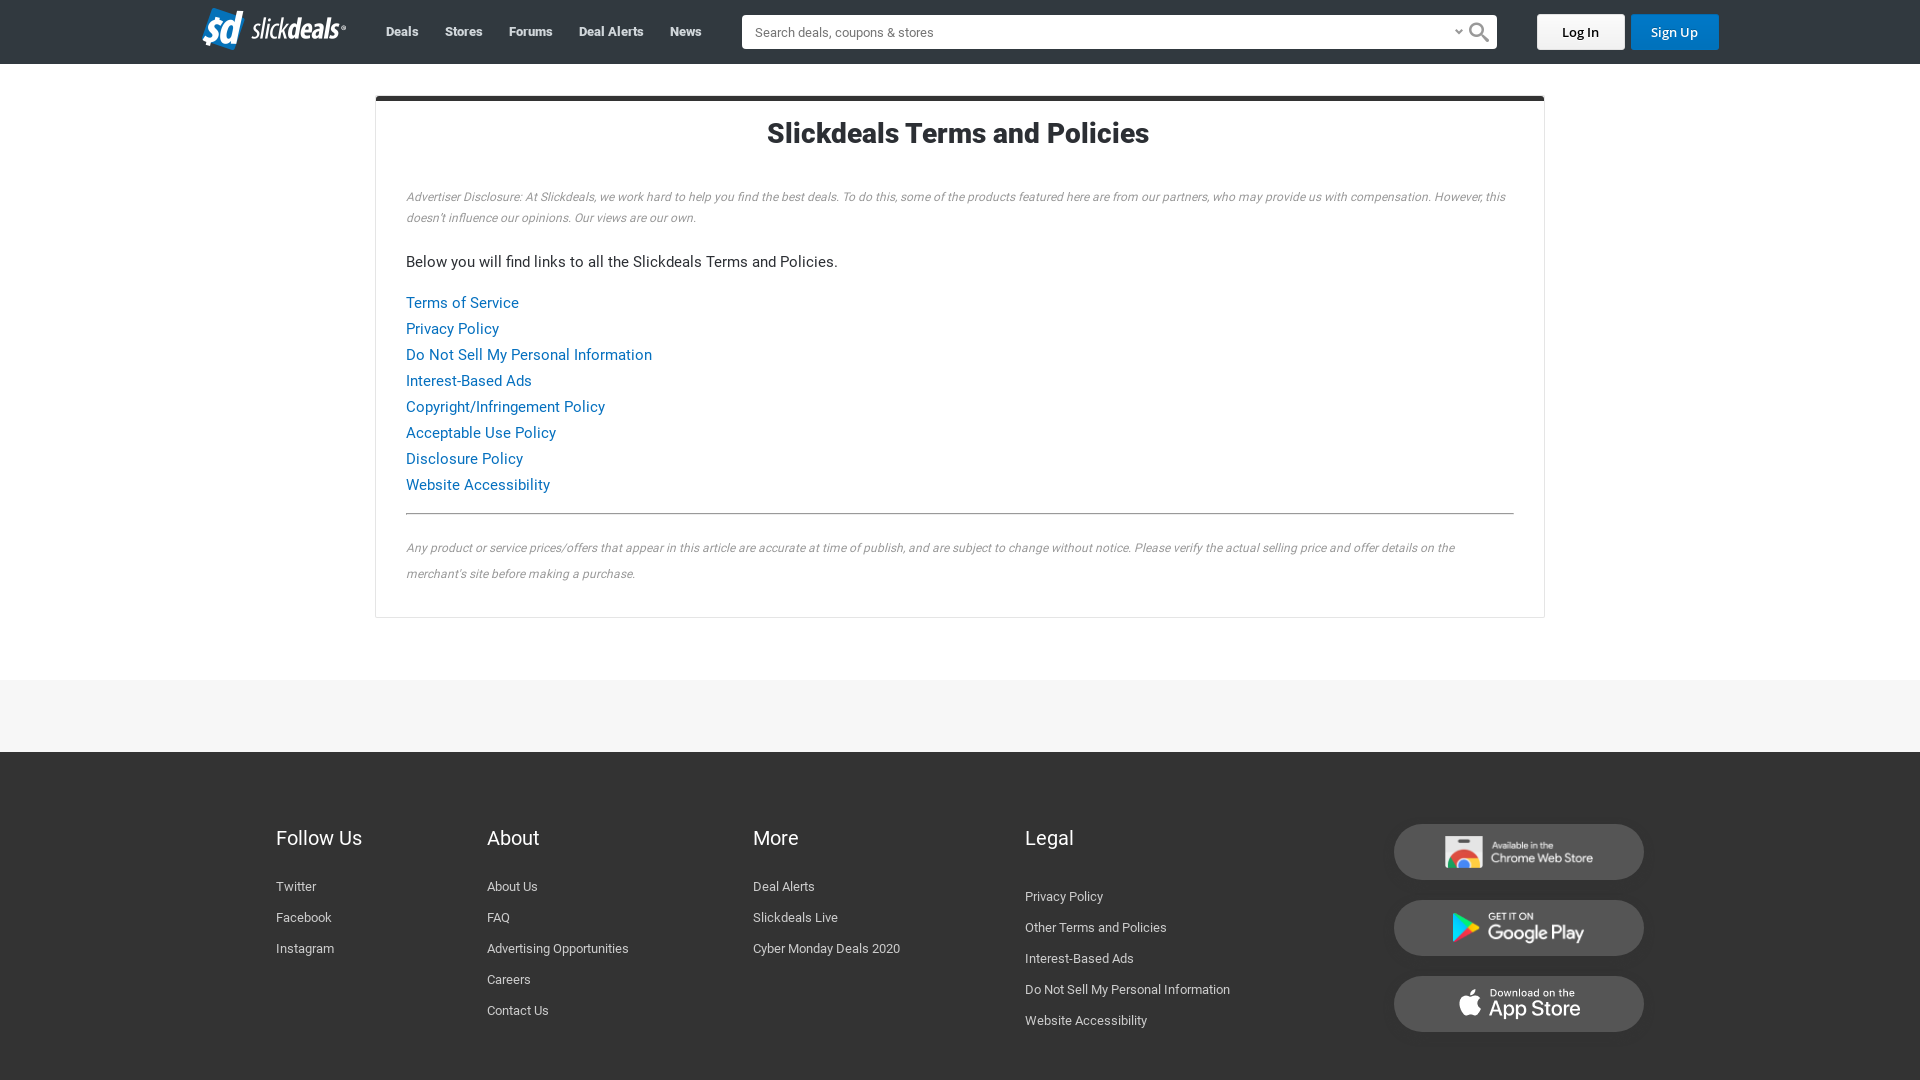 $d slickdeals®
Deals
Stores
Forums
Deal Alerts
News
Search deals, coupons & stores
Log In
Sign Up
Slickdeals Terms and Policies
Advertiser Disclosure: At Slickdeals, we work hard to help you find the best deals. To do this, some of the products featured here are from our partners, who may provide us with compensation. However, this
doesn’t influence our opinions. Our views are our own.
Below you will find links to all the Slickdeals Terms and Policies.
Terms of Service
Privacy Policy
Do Not Sell My Personal Information
Interest-Based Ads
Copyright/Infringement Policy
Acceptable Use Policy
Disclosure Policy
Website Accessibility
Any product or service prices/offers that appear in this article are accurate at time of publish, and are subject to change without notice. Please verify the actual selling price and offer details on the
merchant's site before making a purchase.
Follow Us
Twitter
Facebook
Instagram
About
About Us
FAQ
Advertising Opportunities
Careers
Contact Us
More
Deal Alerts
Slickdeals Live
Cyber Monday Deals 2020
Legal
Privacy Policy
Other Terms and Policies
Interest-Based Ads
Do Not Sell My Personal Information
Website Accessibility
Available in the
Chrome Web Store
GET IT ON
Google Play
Download on the
App Store